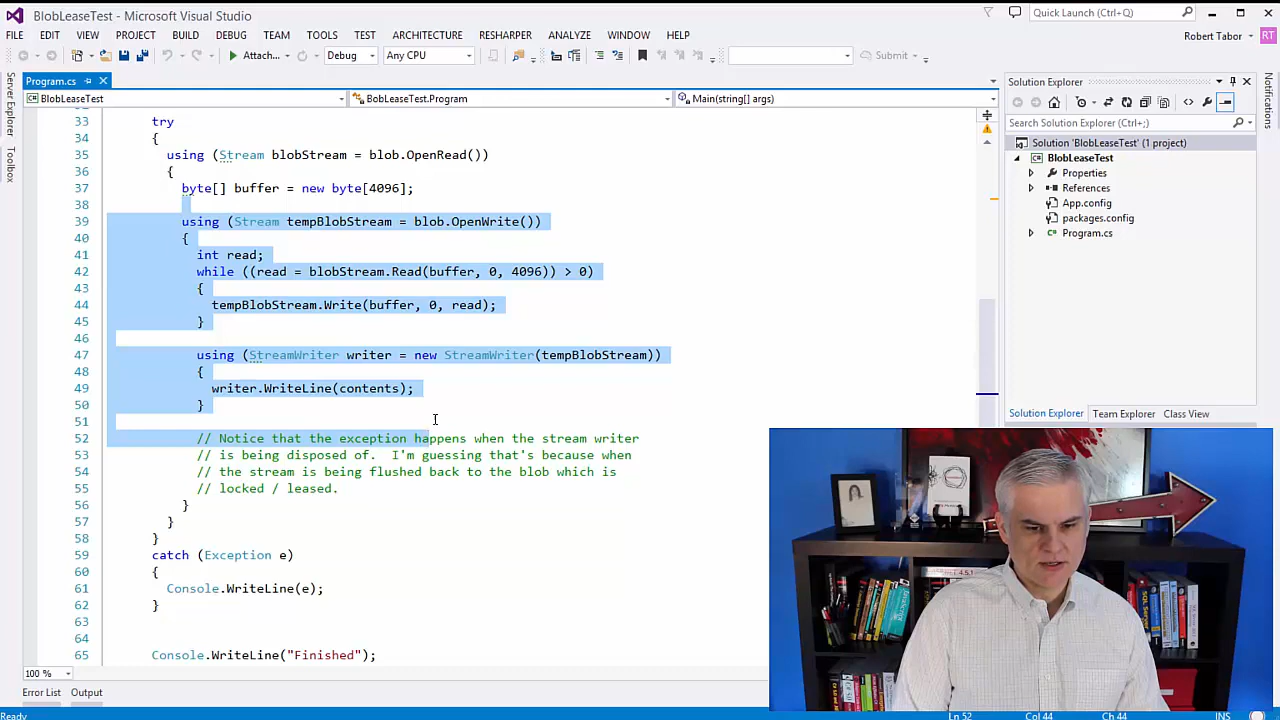 BlobLeaseTest - Microsoft Visual Studio
Quick Launch (Ctrl+;)
FILE EDIT VIEW PROJECT BUILD DEBUG TEAM TOOLS TEST ARCHITECTURE RESHARPER ANALYZE WINDOW HELP
Robert Tabor RT
Attach... Debug Any CPU Submit
Server Explorer
Toolbox
Notifications
Program.cs
BlobLeaseTest BobLeaseTest.Program Main(string[] args)
33 try
34 {
35 using (Stream blobStream = blob.OpenRead())
36 {
37 byte[] buffer = new byte[4096];
38
39 using (Stream tempBlobStream = blob.OpenWrite())
40 {
41 int read;
42 while ((read = blobStream.Read(buffer, 0, 4096)) > 0)
43 {
44 tempBlobStream.Write(buffer, 0, read);
45 }
46
47 using (StreamWriter writer = new StreamWriter(tempBlobStream))
48 {
49 writer.WriteLine(contents);
50 }
51
52 // Notice that the exception happens when the stream writer
53 // is being disposed of.  I'm guessing that's because when
54 // the stream is being flushed back to the blob which is
55 // locked / leased.
56 }
57 }
58 }
59 catch (Exception e)
60 {
61 Console.WriteLine(e);
62 }
63
64
65 Console.WriteLine("Finished");
100 %
Error List Output
Ready
Ln 52 Col 44 Ch 44 INS
Solution Explorer
Search Solution Explorer (Ctrl+;)
Solution 'BlobLeaseTest' (1 project)
BlobLeaseTest
Properties
References
App.config
packages.config
Program.cs
Solution Explorer Team Explorer Class View